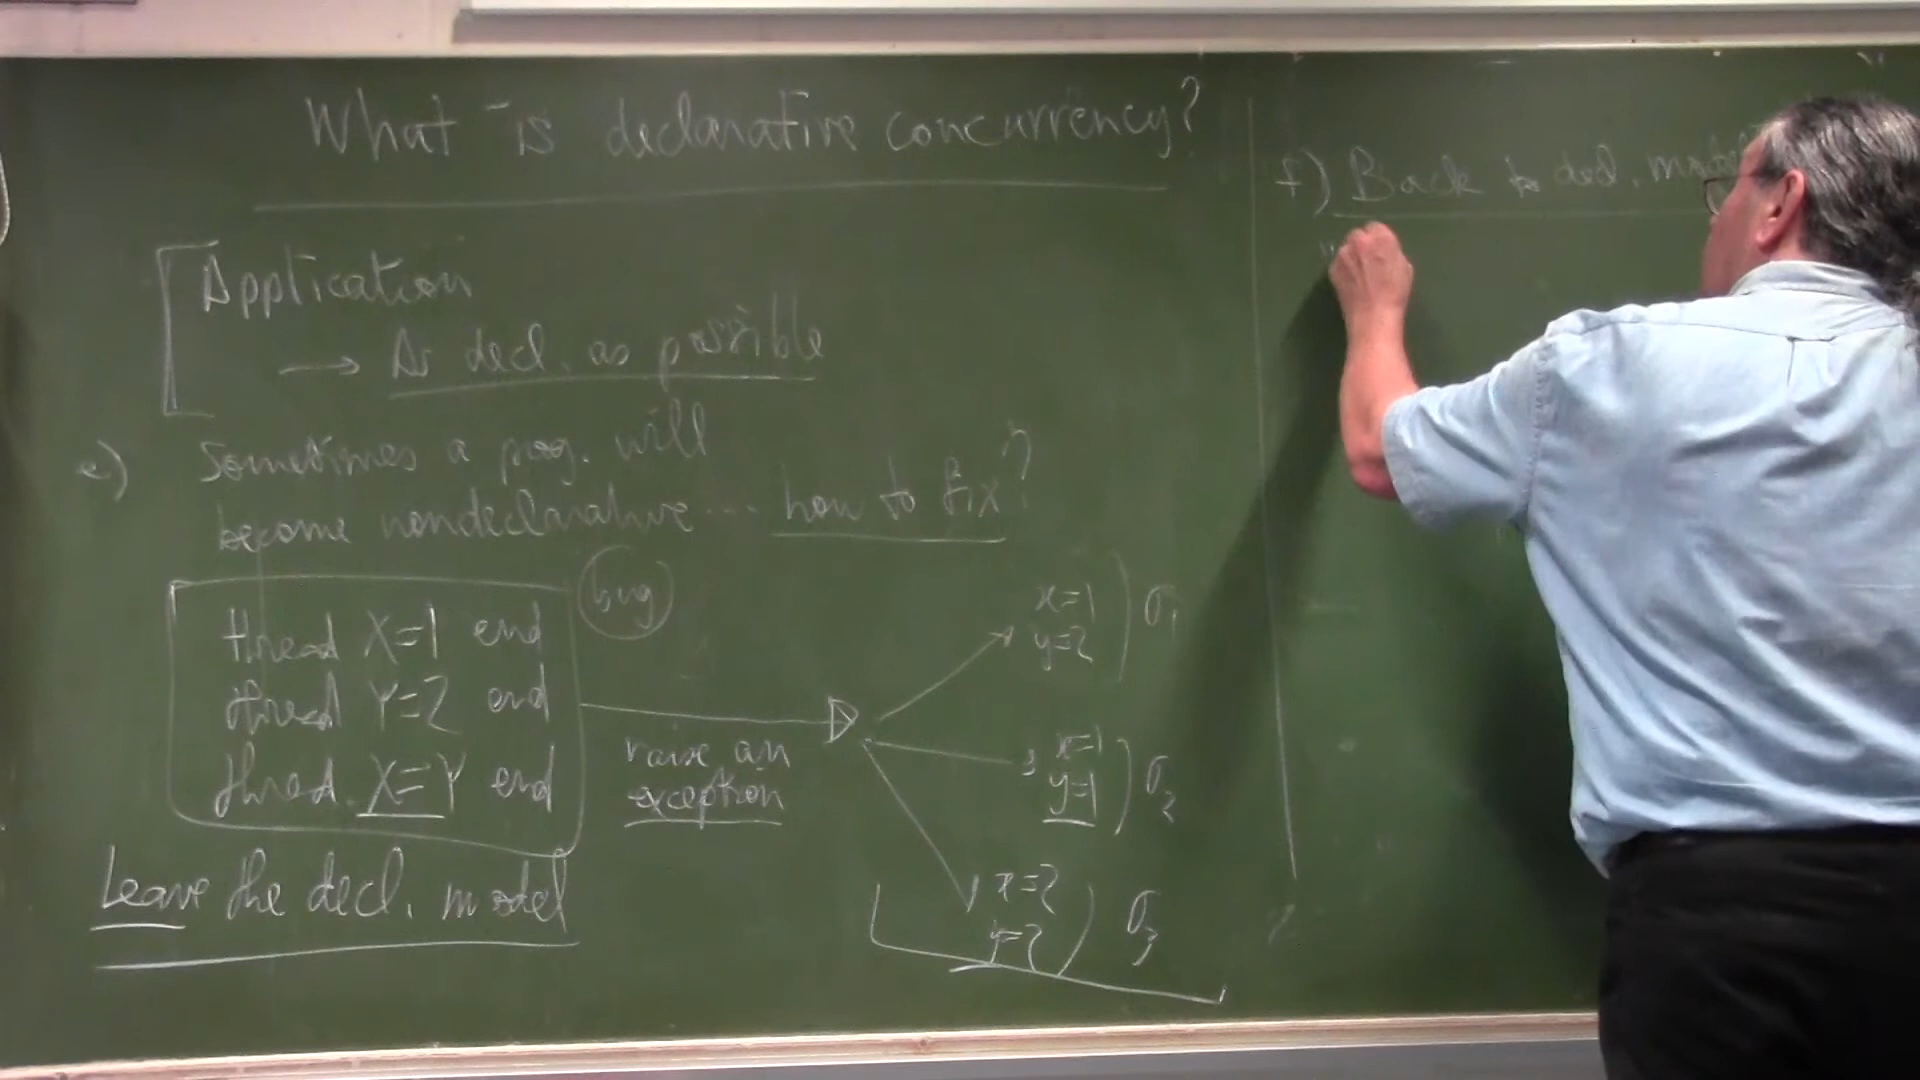 What is declarative concurrency?
Application
→ As decl. as possible
e) Sometimes a prog. will
become nondeclarative... how to fix?
bug
thread X=1 end
thread Y=2 end
thread X=Y end
raise an
exception
Leave the decl. model
x=1
y=2
σ1
x=1
y=1
σ2
x=2
y=2
σ3
f) Back to decl.